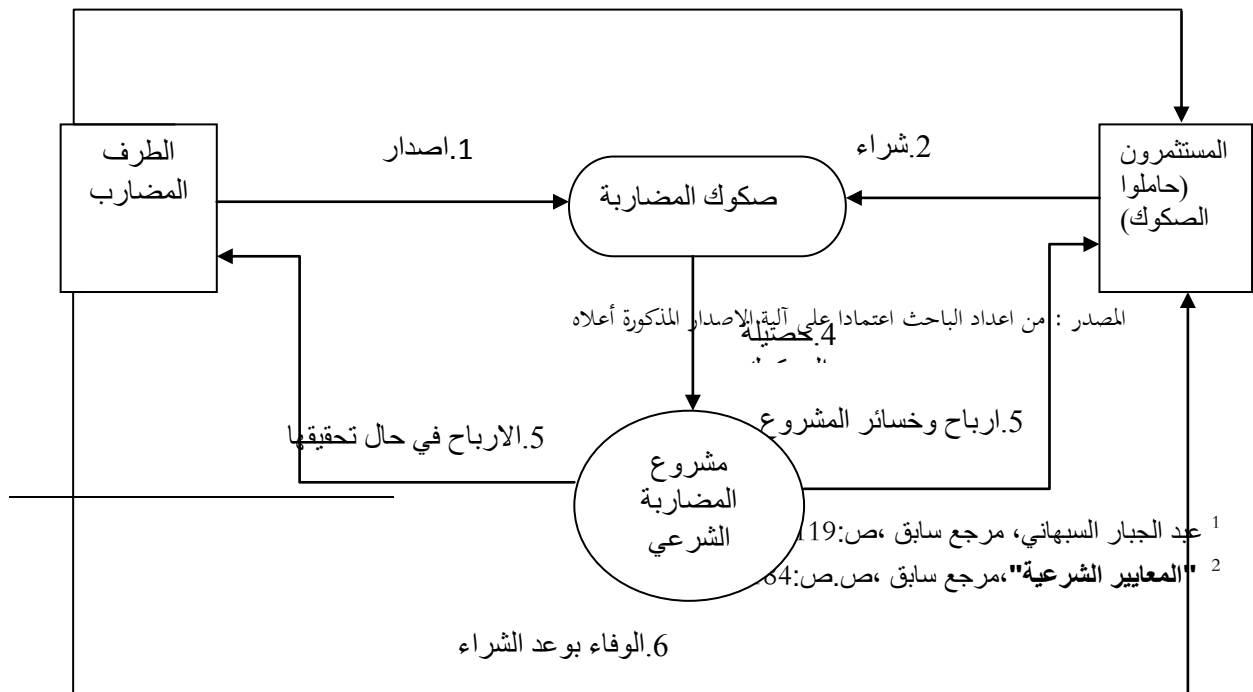 الطرف
المضارب
1.اصدار
صكوك المضاربة
2.شراء
المستثمرون
(حاملوا
الصكوك)
المصدر : من اعداد الباحث اعتمادا على آلية الاصدار المذكورة أعلاه
4.حصيلة
5.الارباح في حال تحقيقها
5.ارباح وخسائر المشروع
مشروع
المضاربة
الشرعي
1 عبد الجبار السبهاني، مرجع سابق ،ص:119
2 "المعايير الشرعية"،مرجع سابق ،ص.ص:
6.الوفاء بوعد الشراء